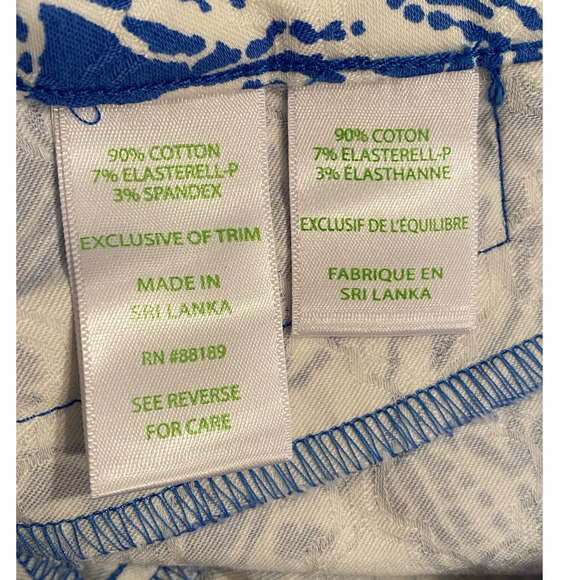 90% COTTON
7% ELASTERELL-P
3% SPANDEX
EXCLUSIVE OF TRIM
MADE IN
SRI LANKA
RN #88189
SEE REVERSE
FOR CARE
90% COTON
7% ELASTERELL-P
3% ÉLASTHANNE
EXCLUSIF DE L'ÉQUILIBRE
FABRIQUE EN
SRI LANKA